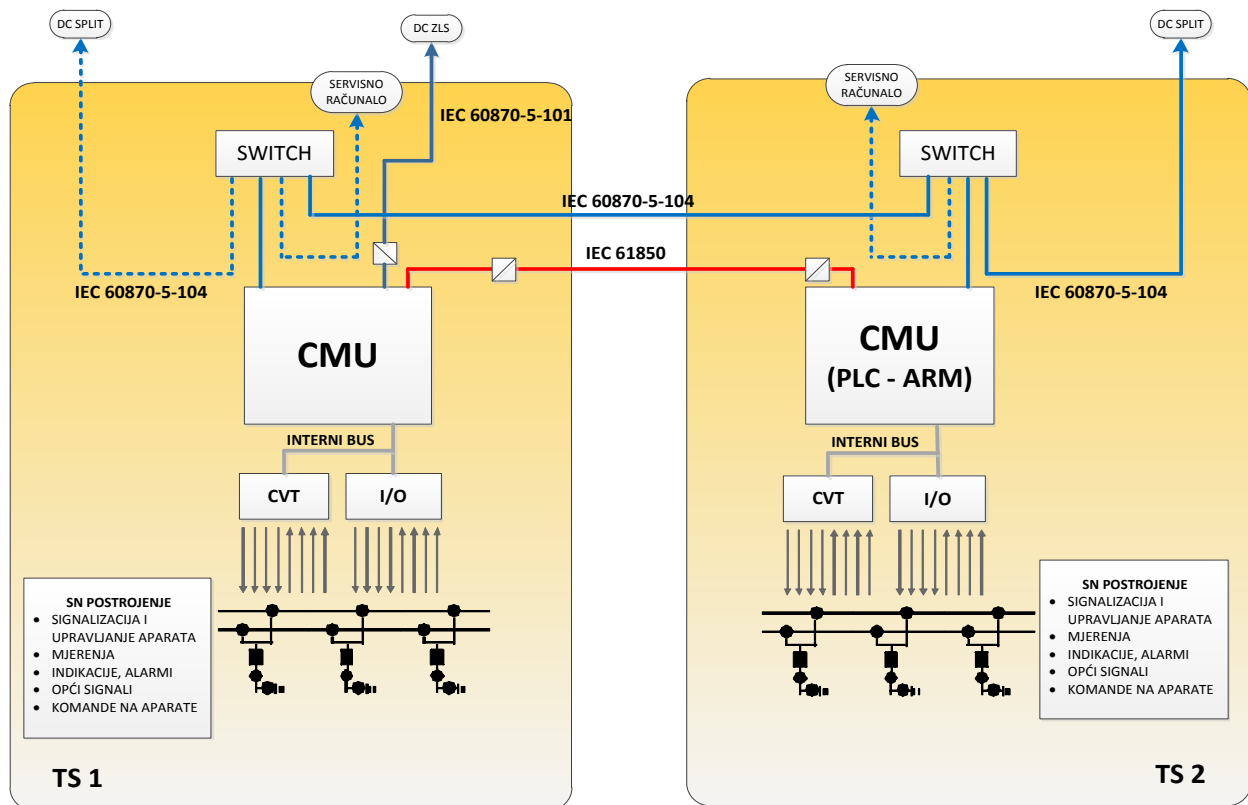 DC SPLIT
DC ZLS
DC SPLIT
SERVISNO
RAČUNALO
IEC 60870-5-101
SERVISNO
RAČUNALO
SWITCH
SWITCH
IEC 60870-5-104
IEC 61850
IEC 60870-5-104
IEC 60870-5-104
CMU
CMU
(PLC - ARM)
INTERNI BUS
INTERNI BUS
CVT
I/O
CVT
I/O
SN POSTROJENJE
• SIGNALIZACIJA I
UPRAVLJANJE APARATA
• MJERENJA
• INDIKACIJE, ALARMI
• OPĆI SIGNALI
• KOMANDE NA APARATE
SN POSTROJENJE
• SIGNALIZACIJA I
UPRAVLJANJE APARATA
• MJERENJA
• INDIKACIJE, ALARMI
• OPĆI SIGNALI
• KOMANDE NA APARATE
TS 1
TS 2